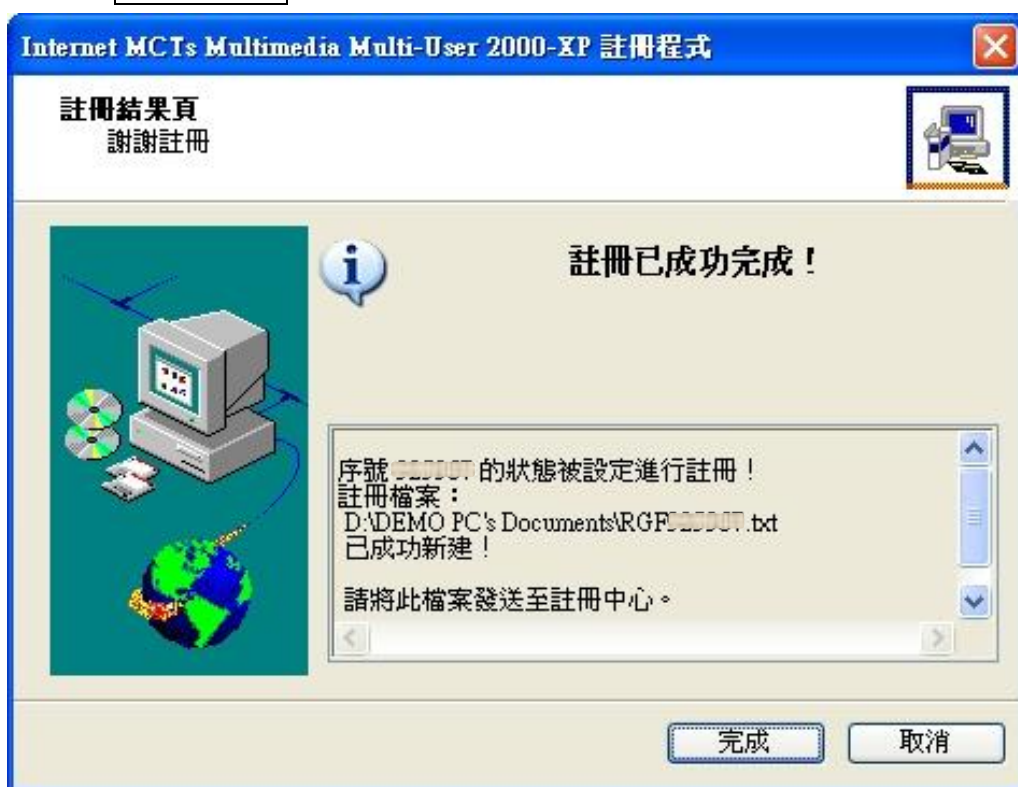 Internet MCTs Multimedia Multi-User 2000-XP 註冊程式
註冊結果頁
謝謝註冊
註冊已成功完成！
序號 的狀態被設定進行註冊！
註冊檔案：
D:\DEMO PC's Documents\RGF .txt
已成功新建！
請將此檔案發送至註冊中心。
完成
取消